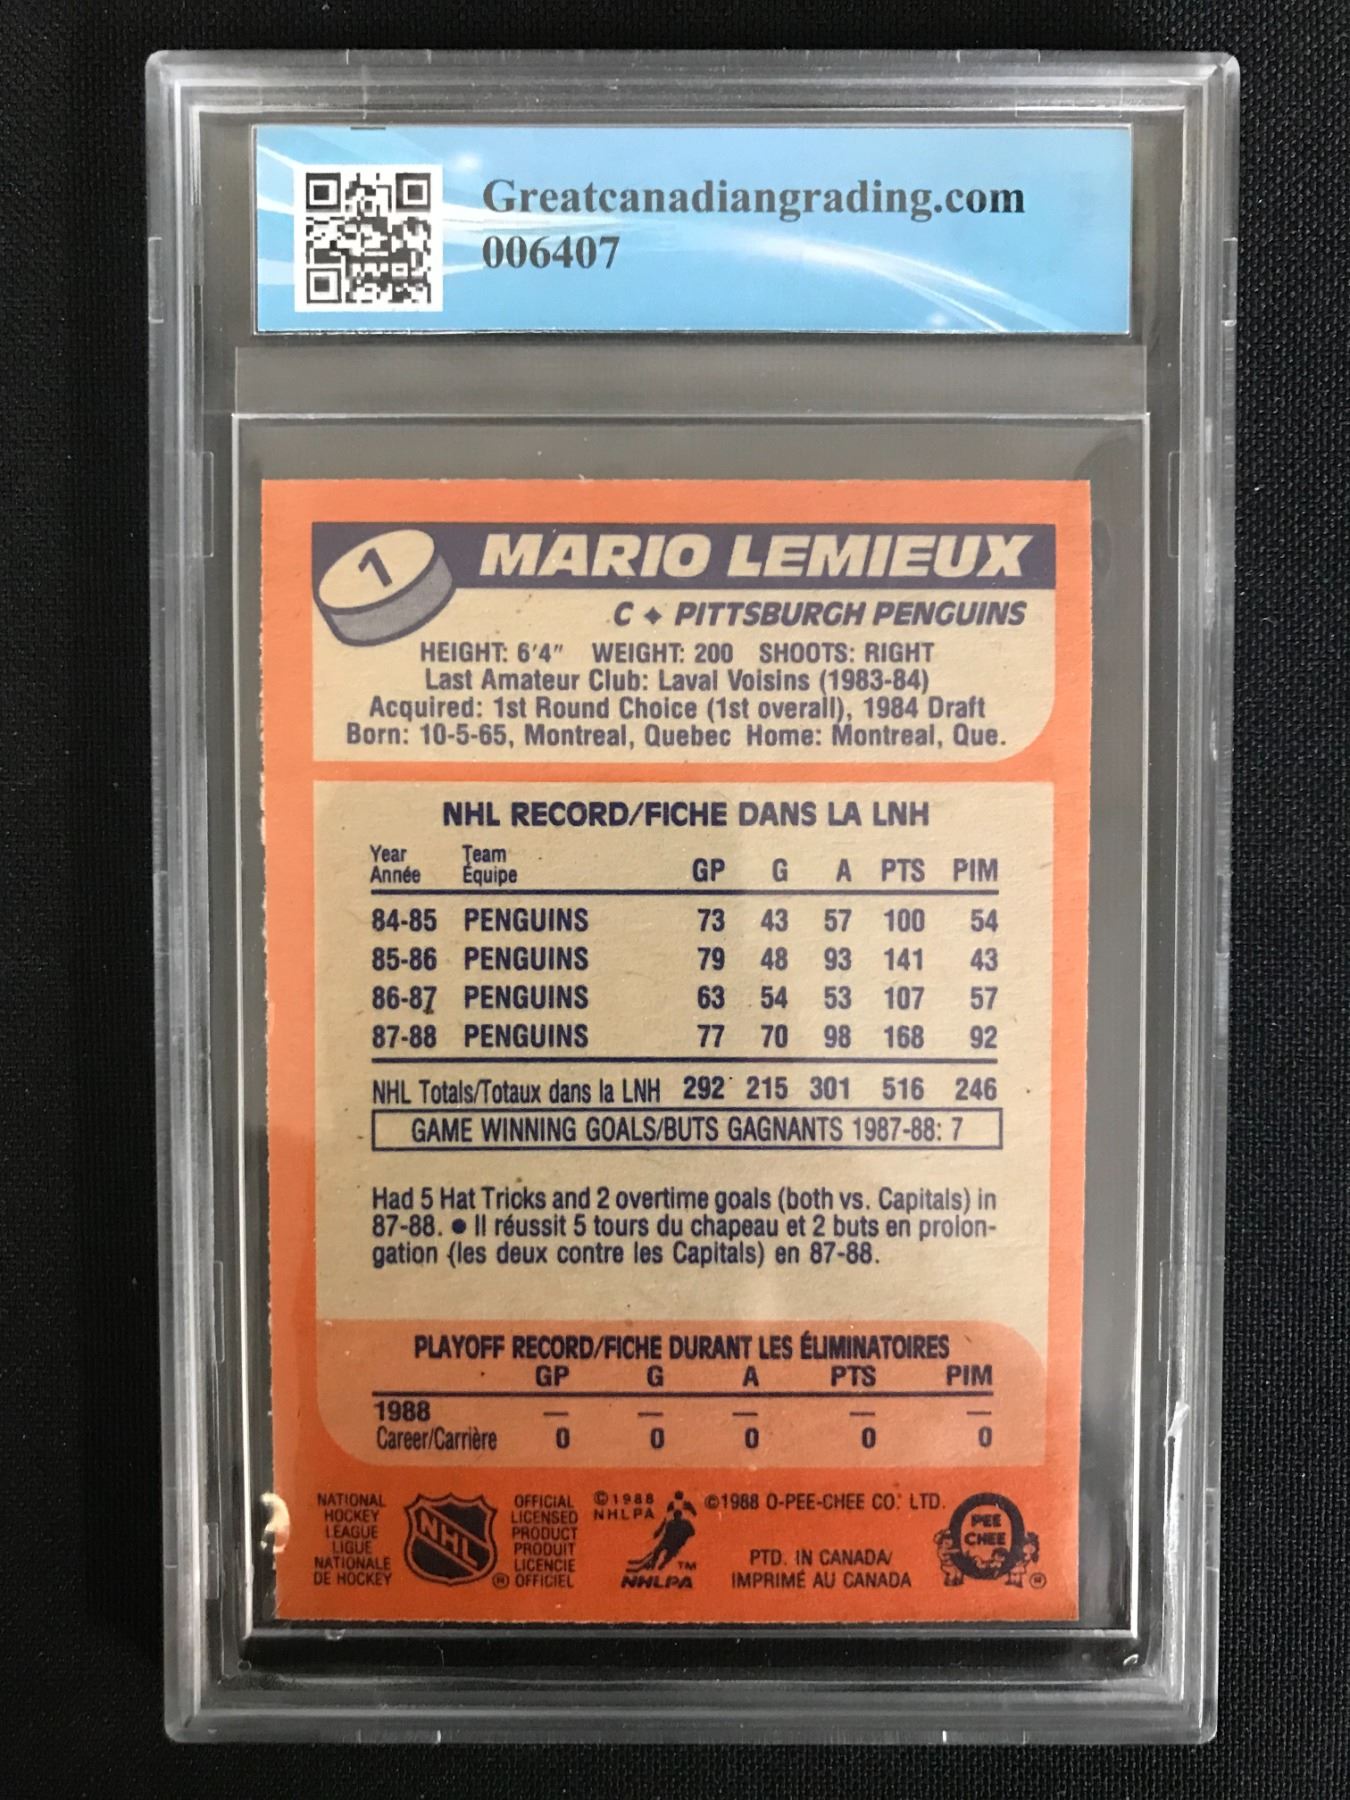 Greatcanadiangrading.com
006407
1
MARIO LEMIEUX
C ◆ PITTSBURGH PENGUINS
HEIGHT: 6'4" WEIGHT: 200 SHOOTS: RIGHT
Last Amateur Club: Laval Voisins (1983-84)
Acquired: 1st Round Choice (1st overall), 1984 Draft
Born: 10-5-65, Montreal, Quebec Home: Montreal, Que.
NHL RECORD/FICHE DANS LA LNH
Year Team
Année Équipe GP G A PTS PIM
84-85 PENGUINS 73 43 57 100 54
85-86 PENGUINS 79 48 93 141 43
86-87 PENGUINS 63 54 53 107 57
87-88 PENGUINS 77 70 98 168 92
NHL Totals/Totaux dans la LNH 292 215 301 516 246
GAME WINNING GOALS/BUTS GAGNANTS 1987-88: 7
Had 5 Hat Tricks and 2 overtime goals (both vs. Capitals) in
87-88. ● Il réussit 5 tours du chapeau et 2 buts en prolon-
gation (les deux contre les Capitals) en 87-88.
PLAYOFF RECORD/FICHE DURANT LES ÉLIMINATOIRES
GP G A PTS PIM
1988 — — — — —
Career/Carrière 0 0 0 0 0
NATIONAL
HOCKEY
LEAGUE
LIGUE
NATIONALE
DE HOCKEY
NHL
®
OFFICIAL
LICENSED
PRODUCT
PRODUIT
LICENCIE
OFFICIEL
©1988
NHLPA
TM
NHLPA
©1988 O-PEE-CHEE CO. LTD.
PTD. IN CANADA/
IMPRIMÉ AU CANADA
PEE
CHEE
®